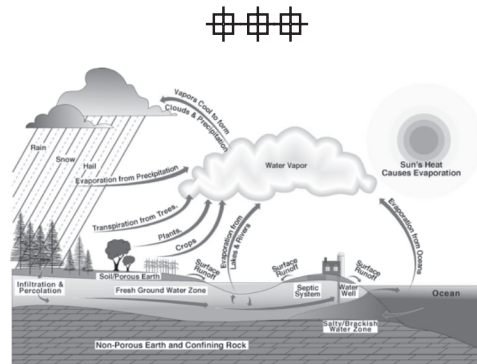 Vapors Cool to form
Clouds & Precipitation
Rain
Snow
Hail
Water Vapor
Sun's Heat
Causes Evaporation
Evaporation from Precipitation
Transpiration from Trees,
Plants,
Crops
Evaporation from
Lakes & Rivers
Evaporation from Oceans
Surface
Runoff
Surface
Runoff
Surface
Runoff
Soil/Porous Earth
Infiltration &
Percolation
Fresh Ground Water Zone
Septic
System
Water
Well
Ocean
Salty/Brackish
Water Zone
Non-Porous Earth and Confining Rock